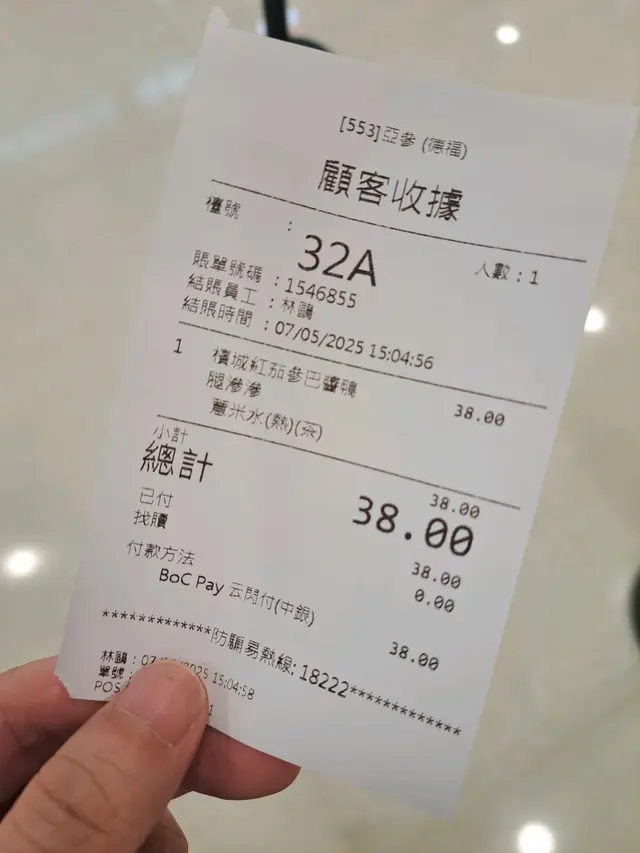 [553]亞參 (德福)
顧客收據
檯號 : 32A 人數 : 1
賬單號碼 : 1546855
結賬員工 : 林鷗
結賬時間 : 07/05/2025 15:04:56
1 檳城紅茄參巴醬鴨 38.00
腿滲滲
薏米水(熱)(茶)
小計 38.00
總計 38.00
已付 38.00
找贖 0.00
付款方法
BoC Pay 云閃付(中銀) 38.00
*************防騙易熱線: 18222*************
林鷗 : 07/ 2025 15:04:58
單號 :
POS